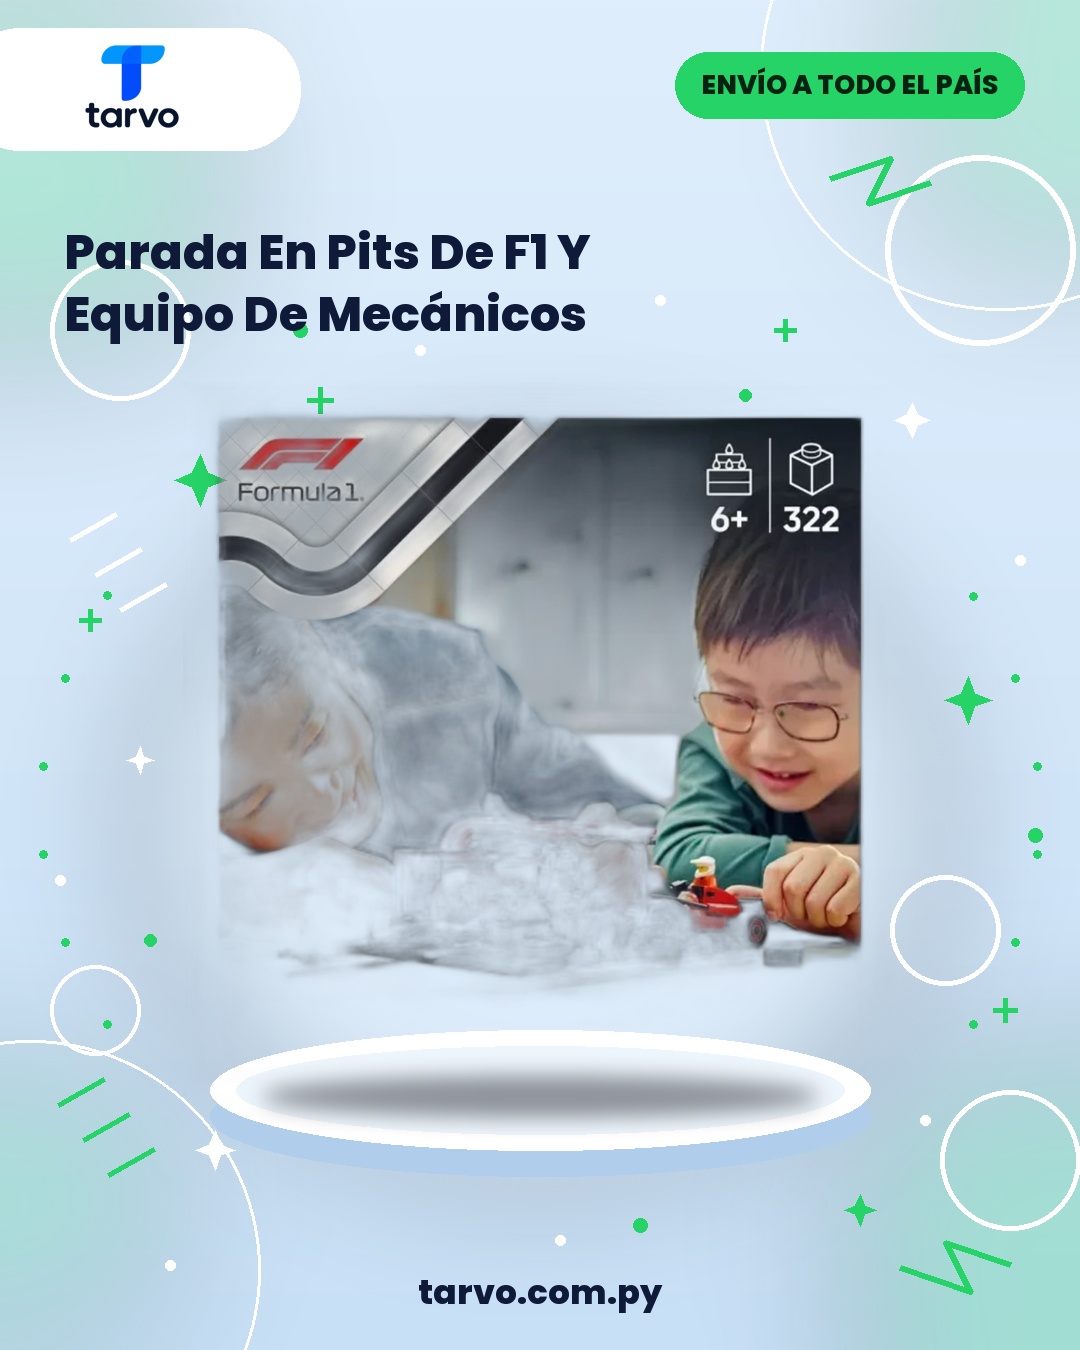 tarvo
ENVÍO A TODO EL PAÍS
Parada En Pits De F1 Y
Equipo De Mecánicos
F1
Formula 1.
6+
322
tarvo.com.py